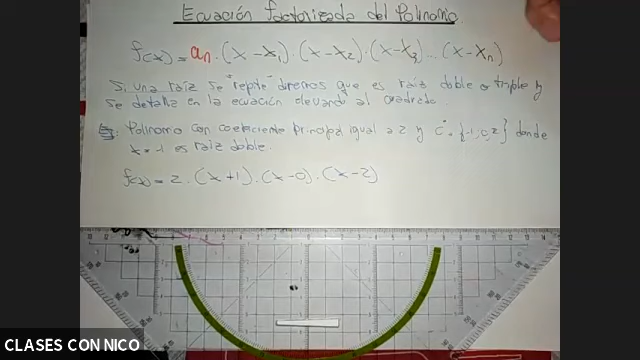 Ecuación factorizada del Polinomio
f(x) = an . (x - x1) . (x - x2) . (x - x3) ... (x - xn)
Si una raíz se "repite" diremos que es raíz doble o triple y
se detalla en la ecuación elevando al cuadrado.
Ej: Polinomio con coeficiente principal igual a 2 y C° = {-1, 0, 2} donde
x = -1 es raíz doble.
f(x) = 2 . (x + 1) . (x - 0) . (x - 2)
CLASES CON NICO